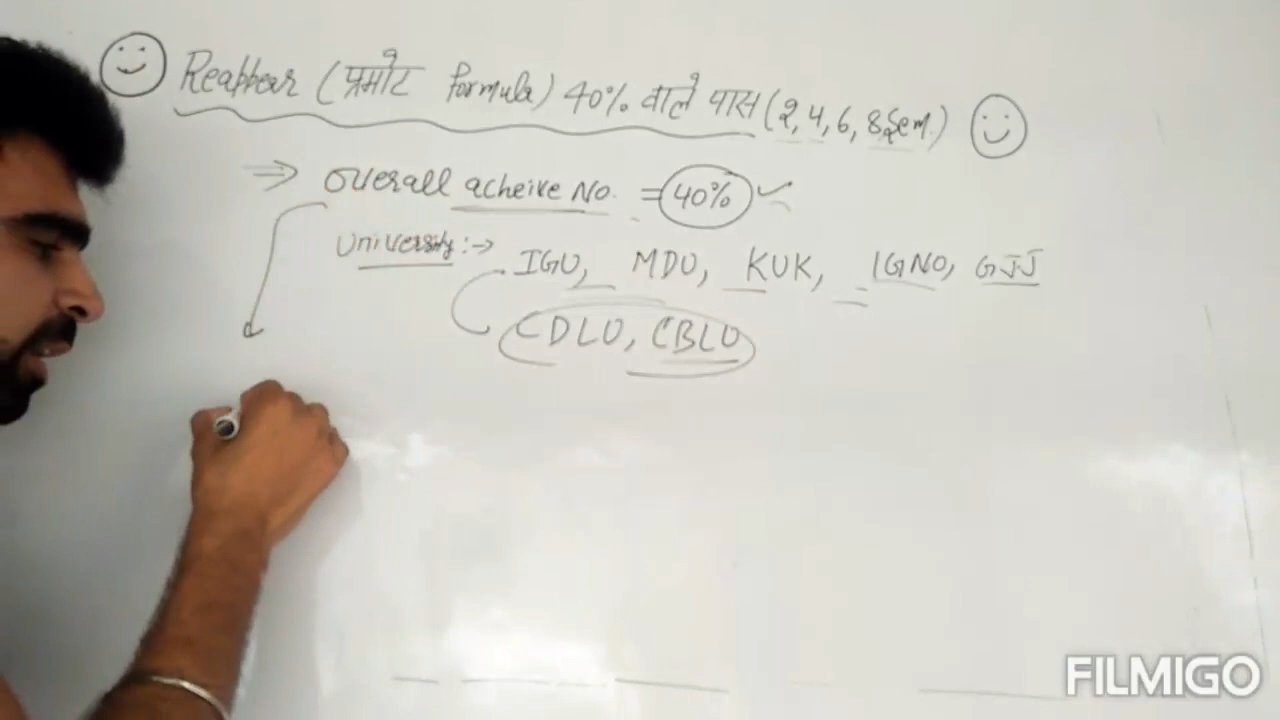 Reappear (प्रमोट formula) 40% वाले पास (2, 4, 6, 8 Sem.)
⇒ overall acheive No. = 40% ✓
University :→ IGU, MDU, KUK, IGNO, GJJ
CDLU, CBLU
FILMIGO